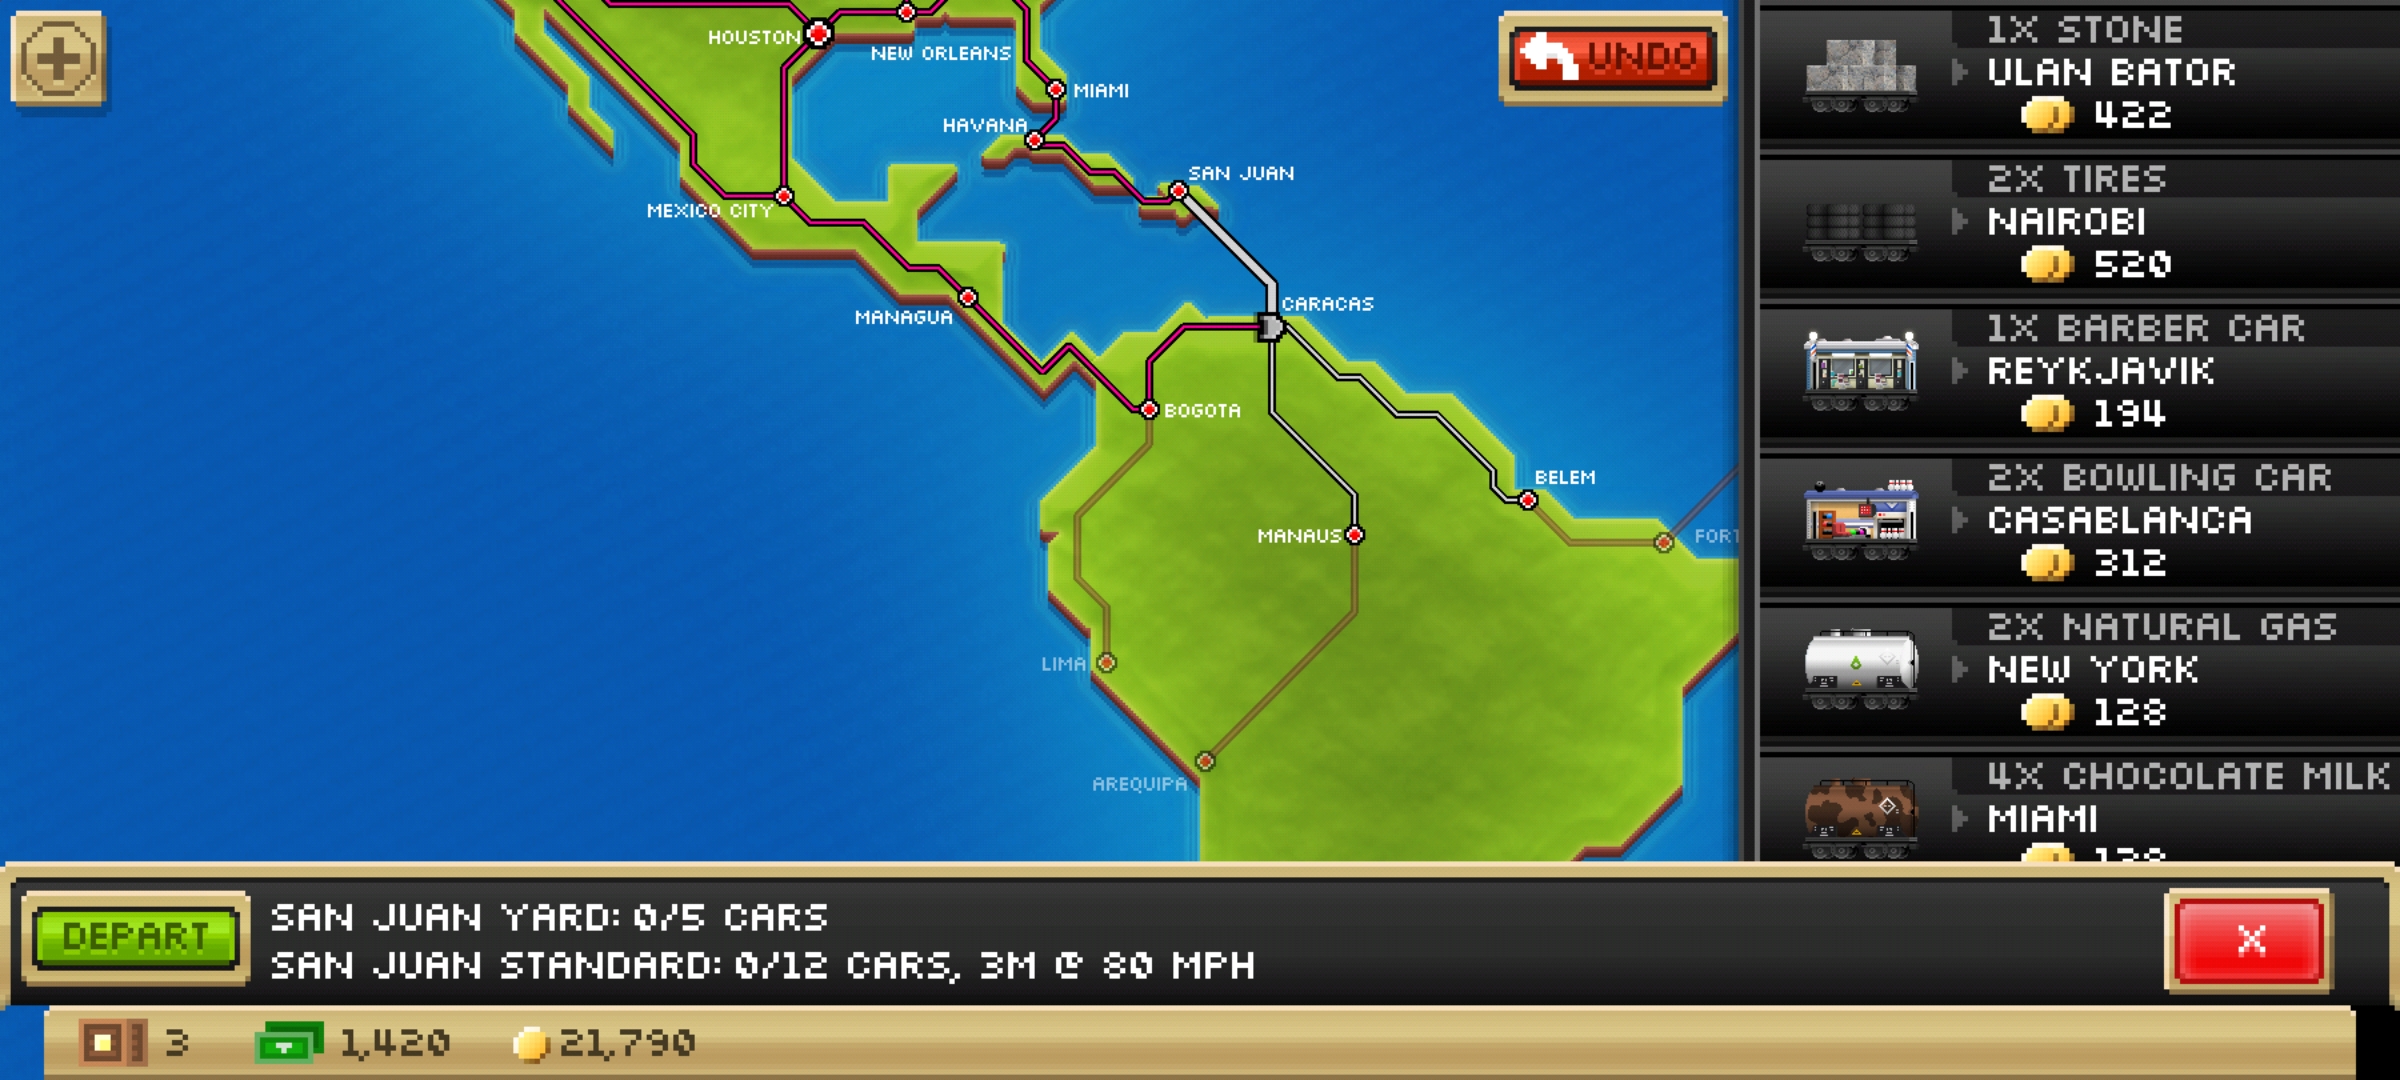 HOUSTON
NEW ORLEANS
MIAMI
HAVANA
SAN JUAN
MEXICO CITY
MANAGUA
CARACAS
BOGOTA
BELEM
MANAUS
FORT
LIMA
AREQUIPA
UNDO
1X STONE
ULAN BATOR
422
2X TIRES
NAIROBI
520
1X BARBER CAR
REYKJAVIK
194
2X BOWLING CAR
CASABLANCA
312
2X NATURAL GAS
NEW YORK
128
4X CHOCOLATE MILK
MIAMI
DEPART
SAN JUAN YARD: 0/5 CARS
SAN JUAN STANDARD: 0/12 CARS, 3M @ 80 MPH
X
3
1,420
21,790